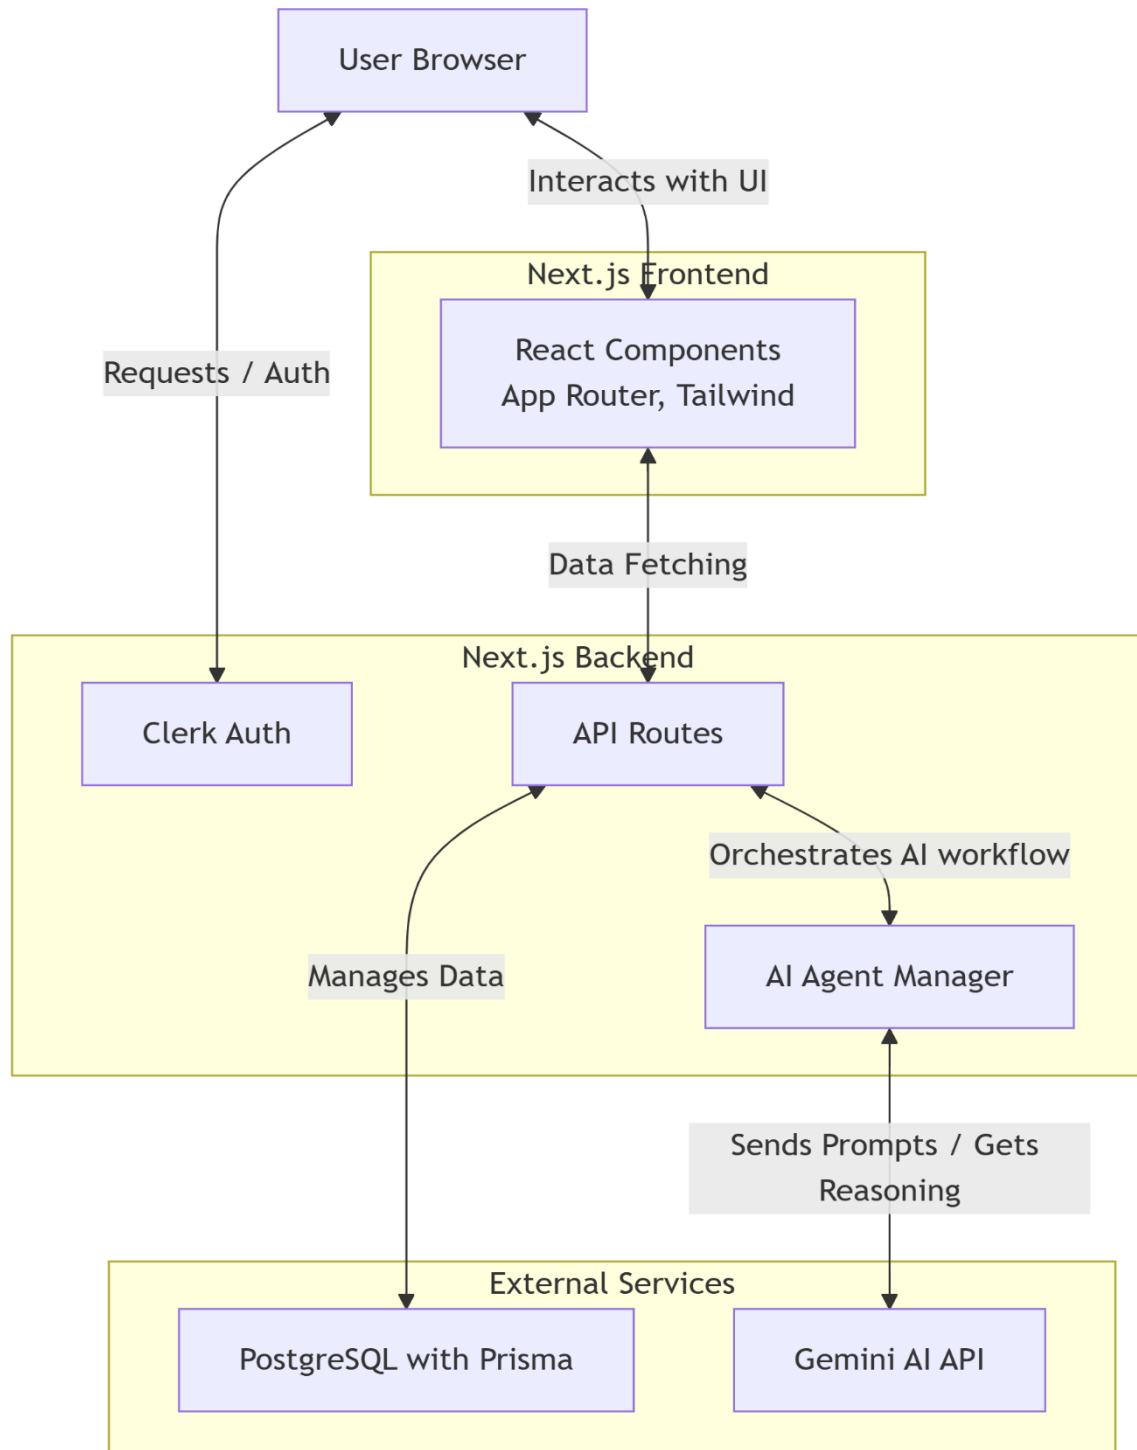 User Browser
Interacts with UI
Next.js Frontend
React Components
App Router, Tailwind
Requests / Auth
Data Fetching
Next.js Backend
Clerk Auth
API Routes
Orchestrates AI workflow
Manages Data
AI Agent Manager
Sends Prompts / Gets
Reasoning
External Services
PostgreSQL with Prisma
Gemini AI API